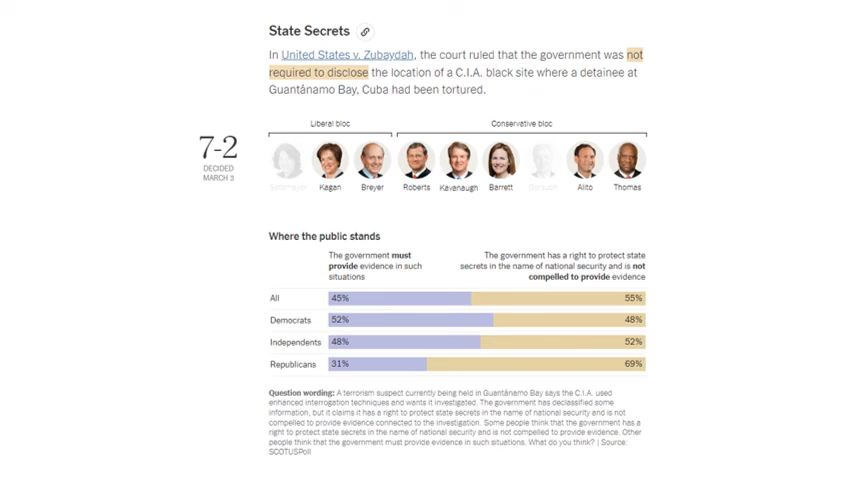 State Secrets
In United States v. Zubaydah, the court ruled that the government was not
required to disclose the location of a C.I.A. black site where a detainee at
Guantánamo Bay, Cuba had been tortured.
7-2
DECIDED
MARCH 3
Liberal bloc
Conservative bloc
Sotomayor Kagan Breyer Roberts Kavanaugh Barrett Gorsuch Alito Thomas
Where the public stands
The government must
provide evidence in such
situations
The government has a right to protect state
secrets in the name of national security and is not
compelled to provide evidence
All 45% 55%
Democrats 52% 48%
Independents 48% 52%
Republicans 31% 69%
Question wording: A terrorism suspect currently being held in Guantánamo Bay says the C.I.A. used
enhanced interrogation techniques and wants it investigated. The government has declassified some
information, but it claims it has a right to protect state secrets in the name of national security and is not
compelled to provide evidence connected to the investigation. Some people think that the government has a
right to protect state secrets in the name of national security and is not compelled to provide evidence. Other
people think that the government must provide evidence in such situations. What do you think? | Source:
SCOTUSPoll